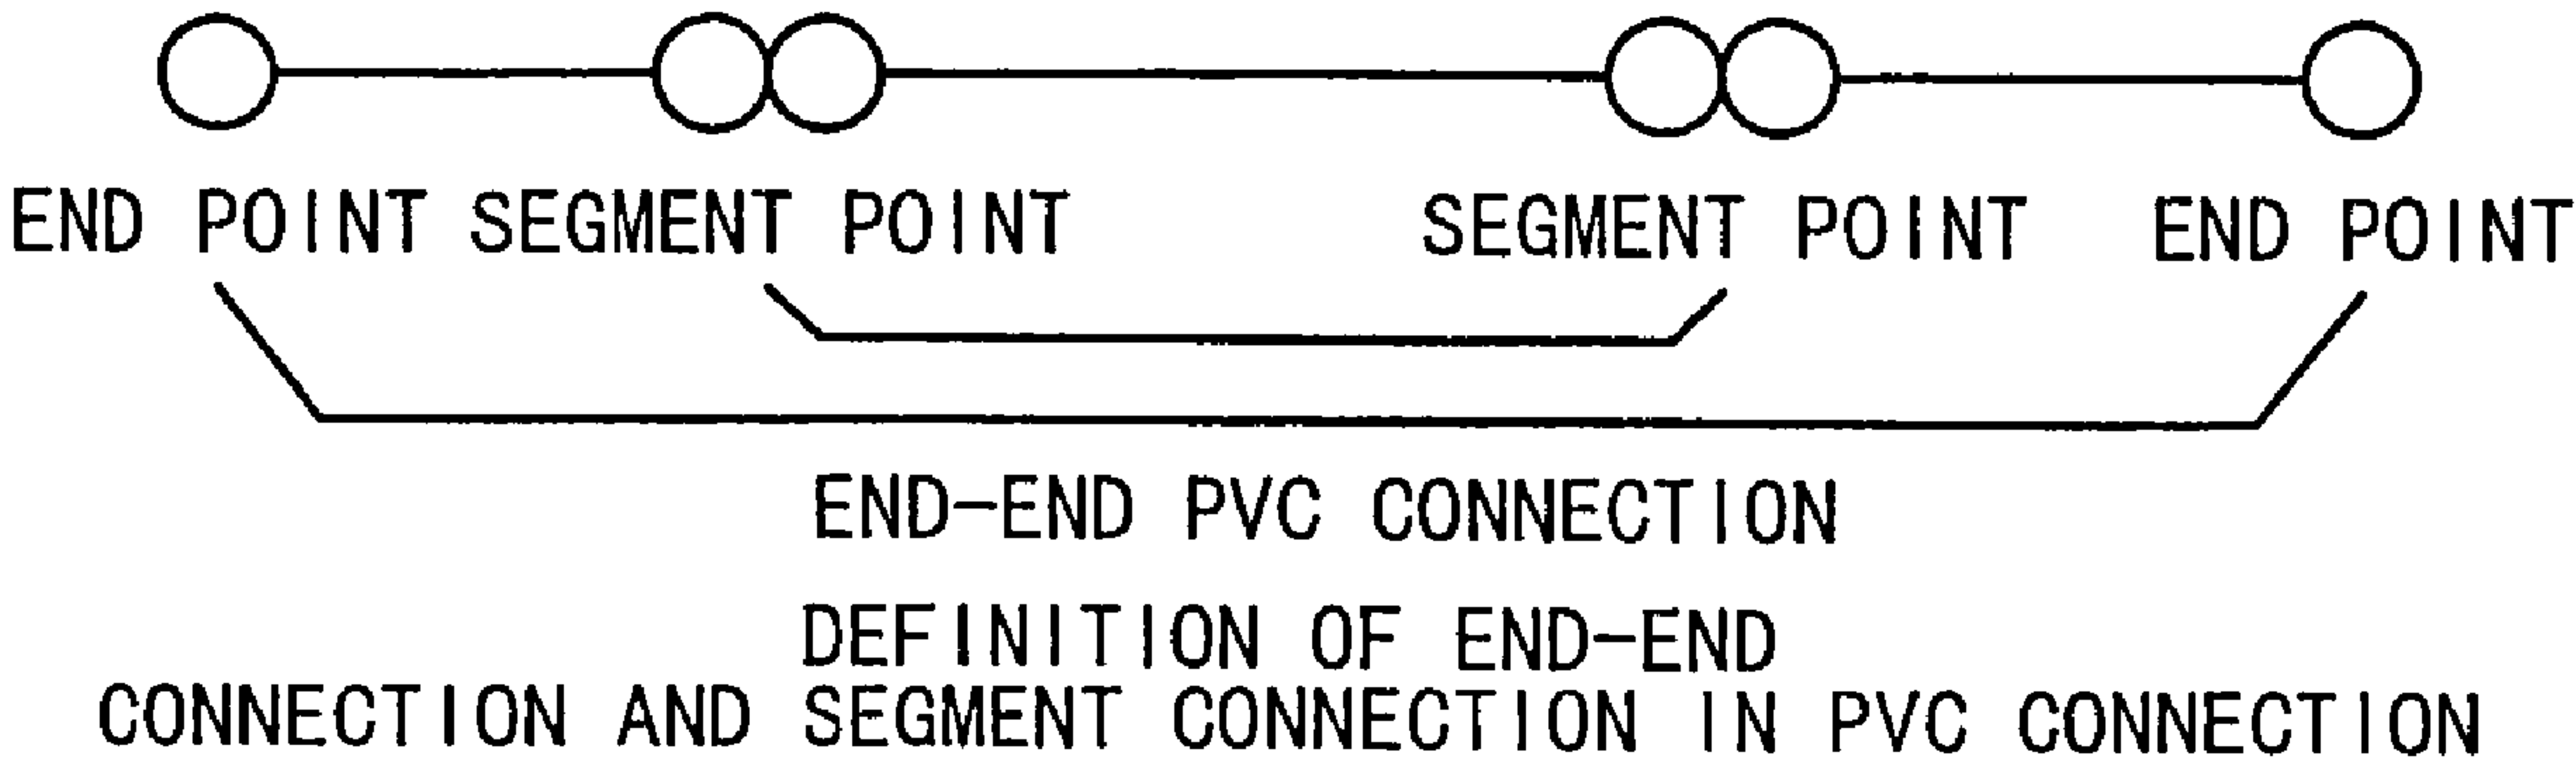 END POINT SEGMENT POINT SEGMENT POINT END POINT
END-END PVC CONNECTION
DEFINITION OF END-END
CONNECTION AND SEGMENT CONNECTION IN PVC CONNECTION